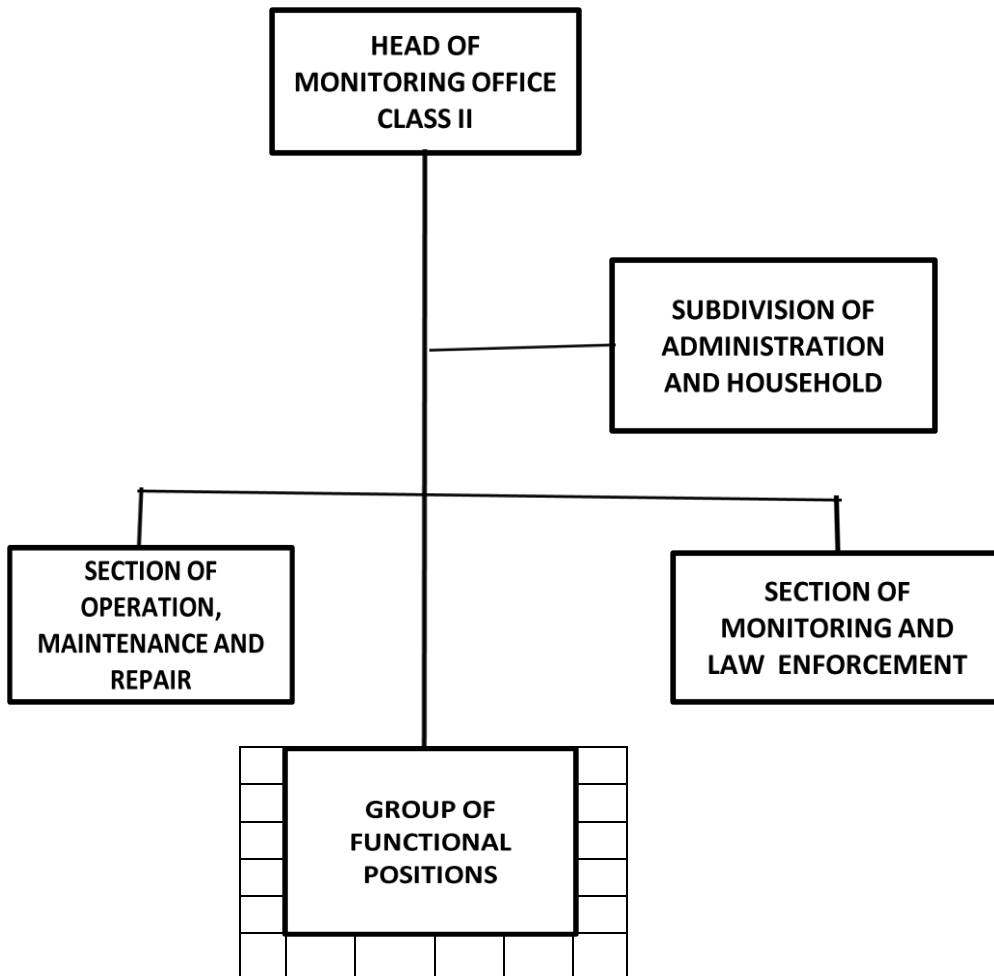 HEAD OF
MONITORING OFFICE
CLASS II
SUBDIVISION OF
ADMINISTRATION
AND HOUSEHOLD
SECTION OF
OPERATION,
MAINTENANCE AND
REPAIR
SECTION OF
MONITORING AND
LAW ENFORCEMENT
GROUP OF
FUNCTIONAL
POSITIONS